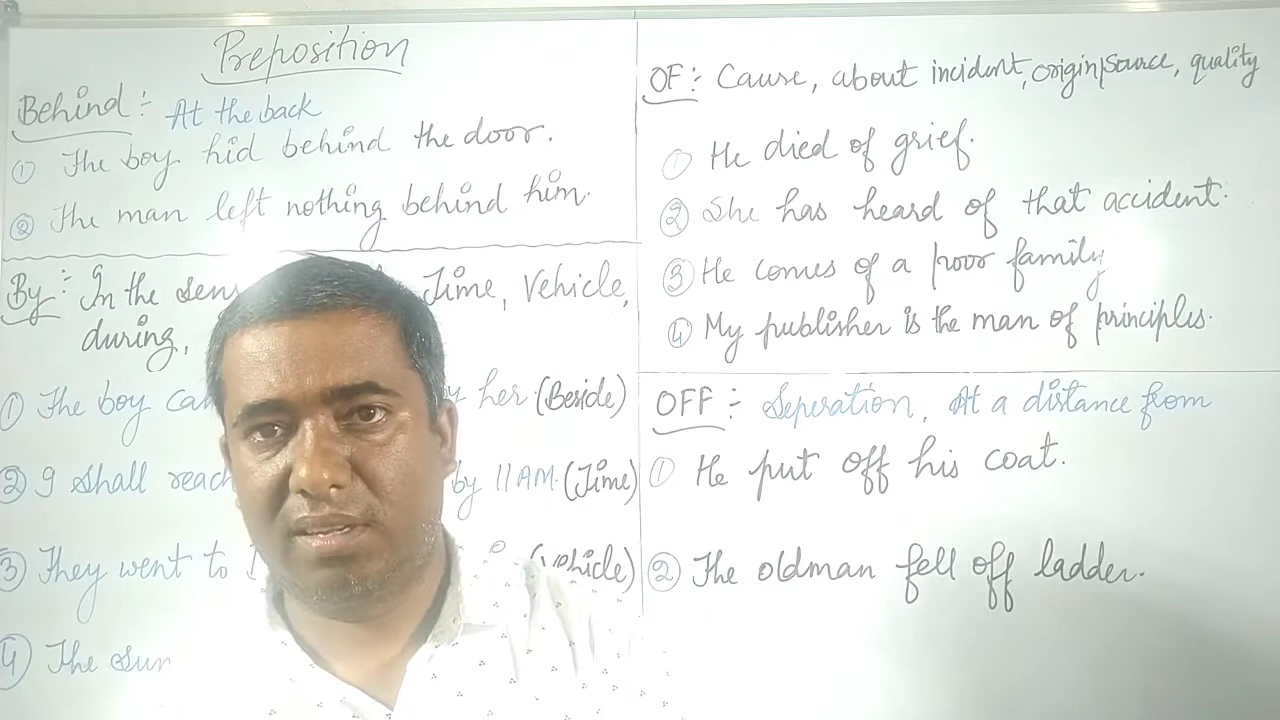 Preposition
Behind :- At the back
① The boy hid behind the door.
② The man left nothing behind him.
By :- In the Time, Vehicle,
during,
① The boy her (Beside)
② I shall reach by 11 AM. (Time)
③ They went to (vehicle)
④ The Sun
OF :- Cause, about incident, origin/source, quality
① He died of grief.
② She has heard of that accident.
③ He comes of a poor family
④ My publisher is the man of principles.
OFF :- Seperation, At a distance from
① He put off his coat.
② The oldman fell off ladder.